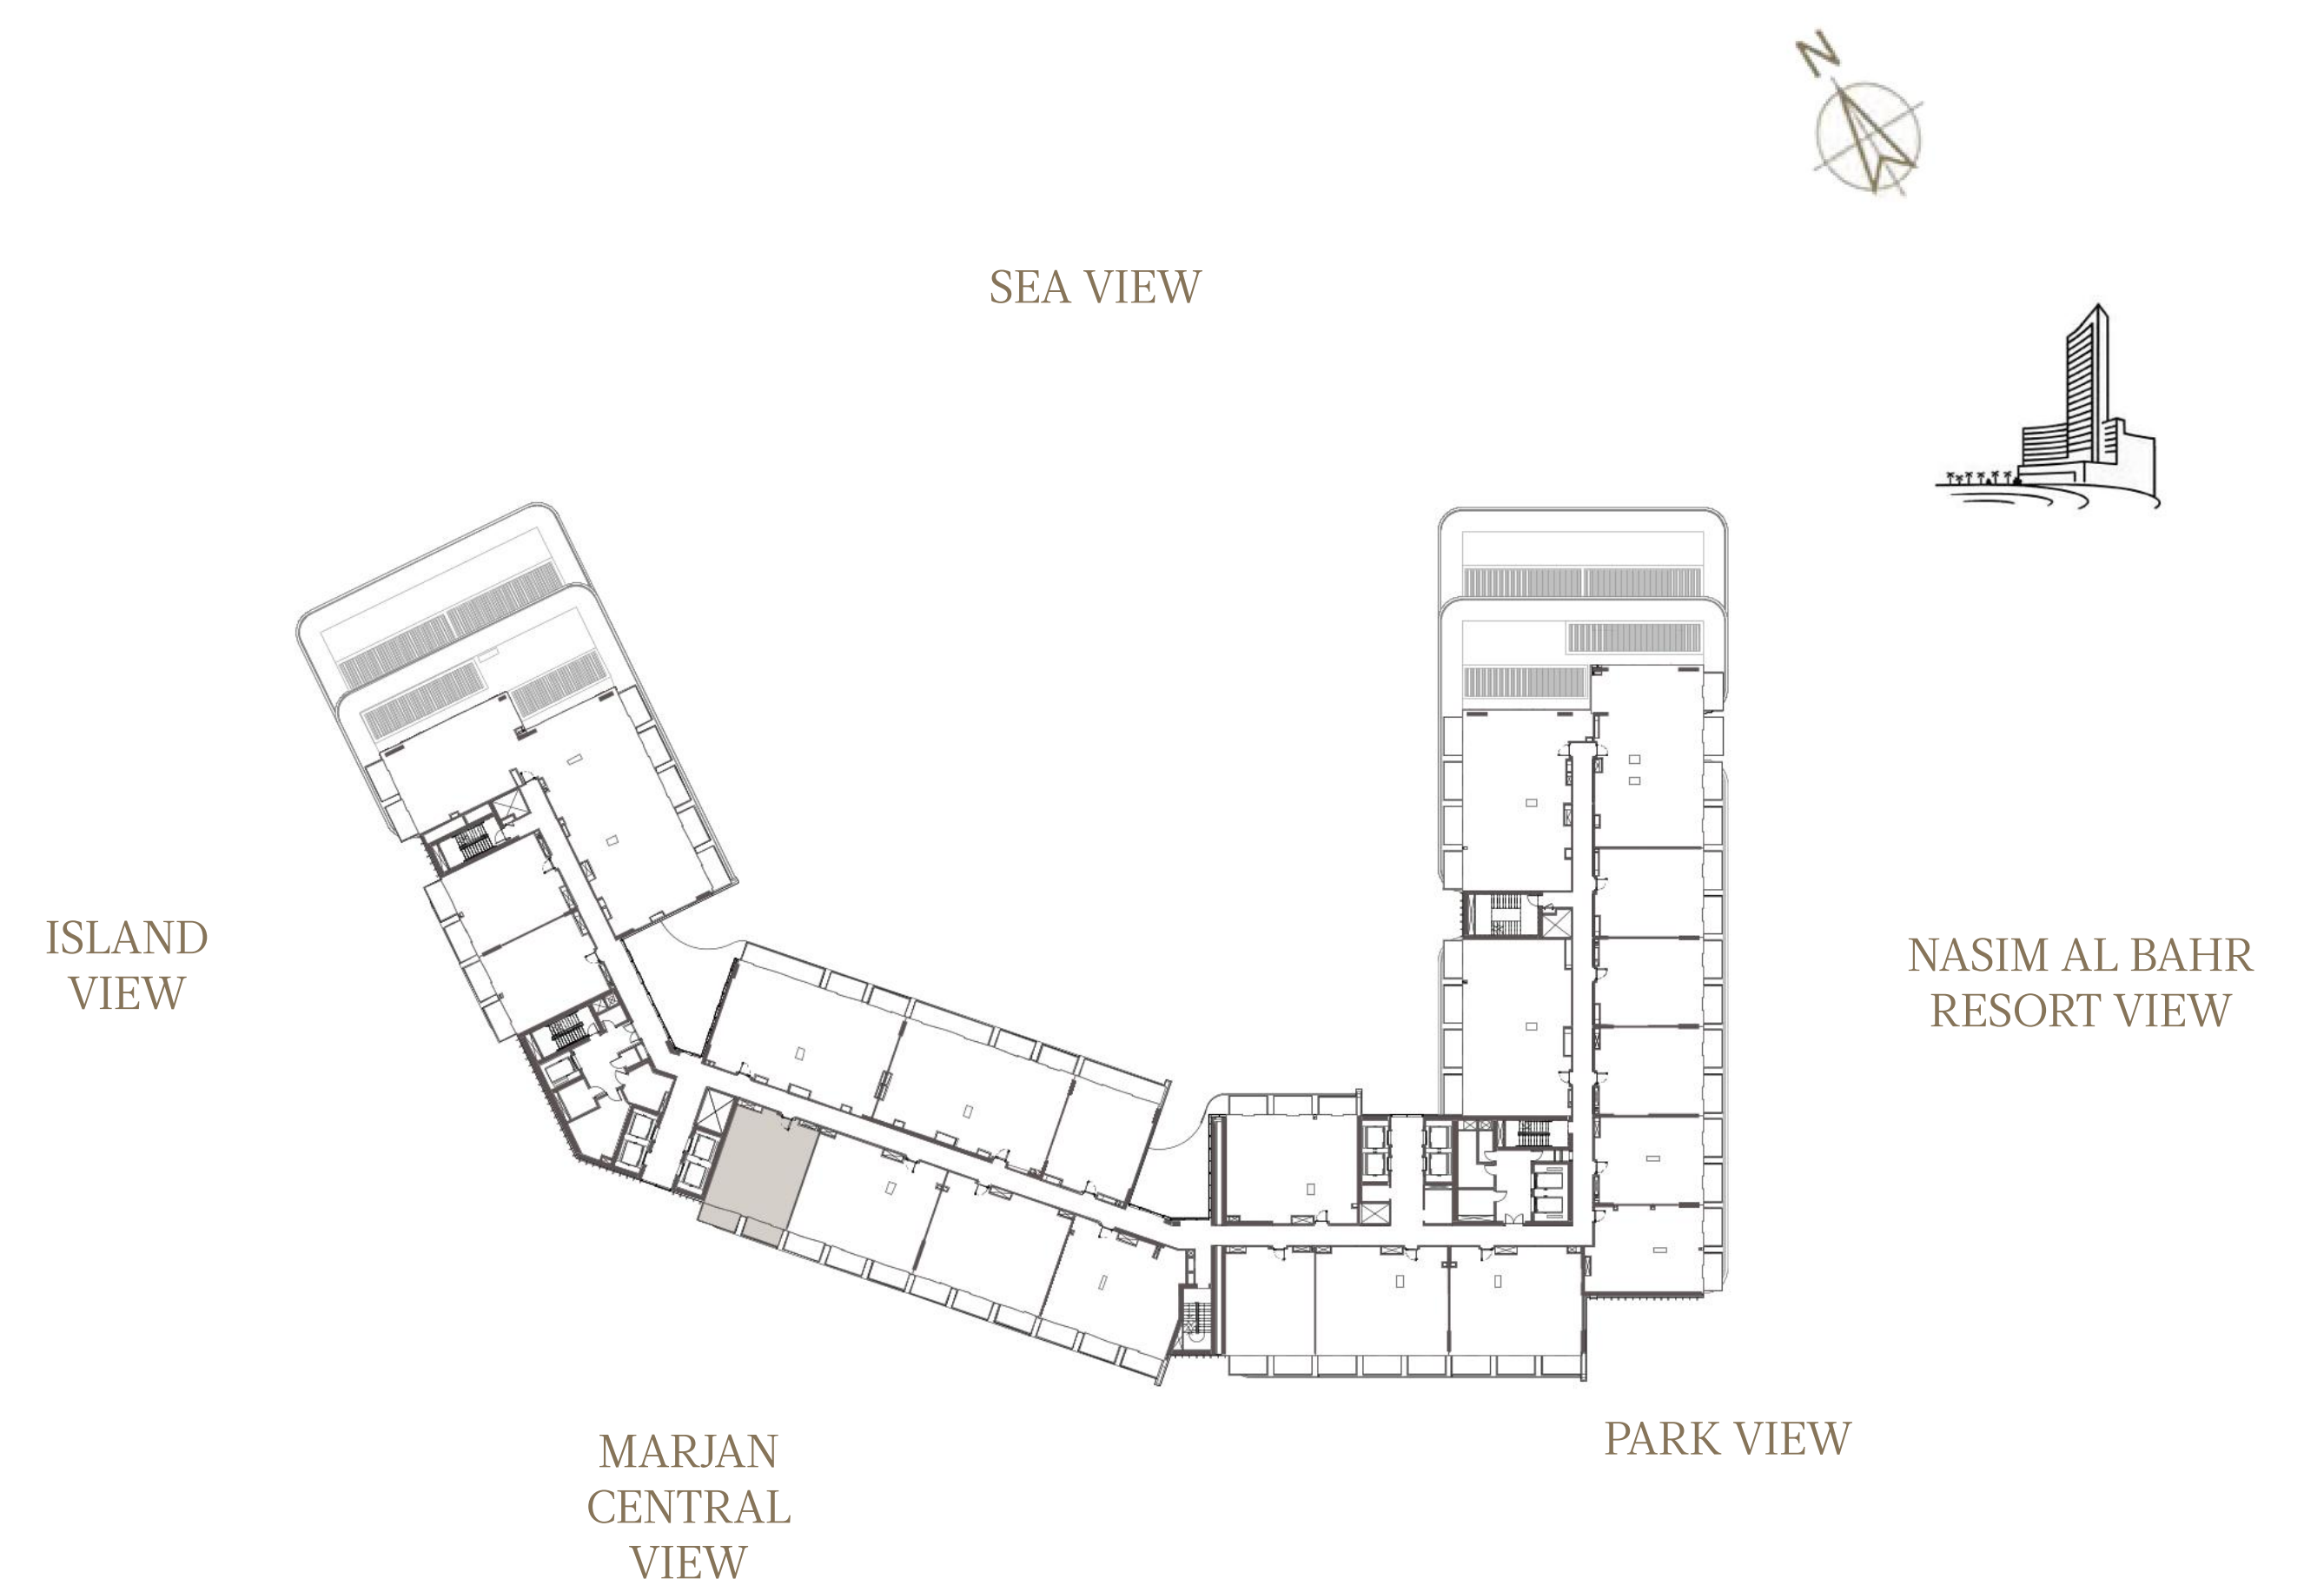 N
SEA VIEW
ISLAND
VIEW
NASIM AL BAHR
RESORT VIEW
PARK VIEW
MARJAN
CENTRAL
VIEW